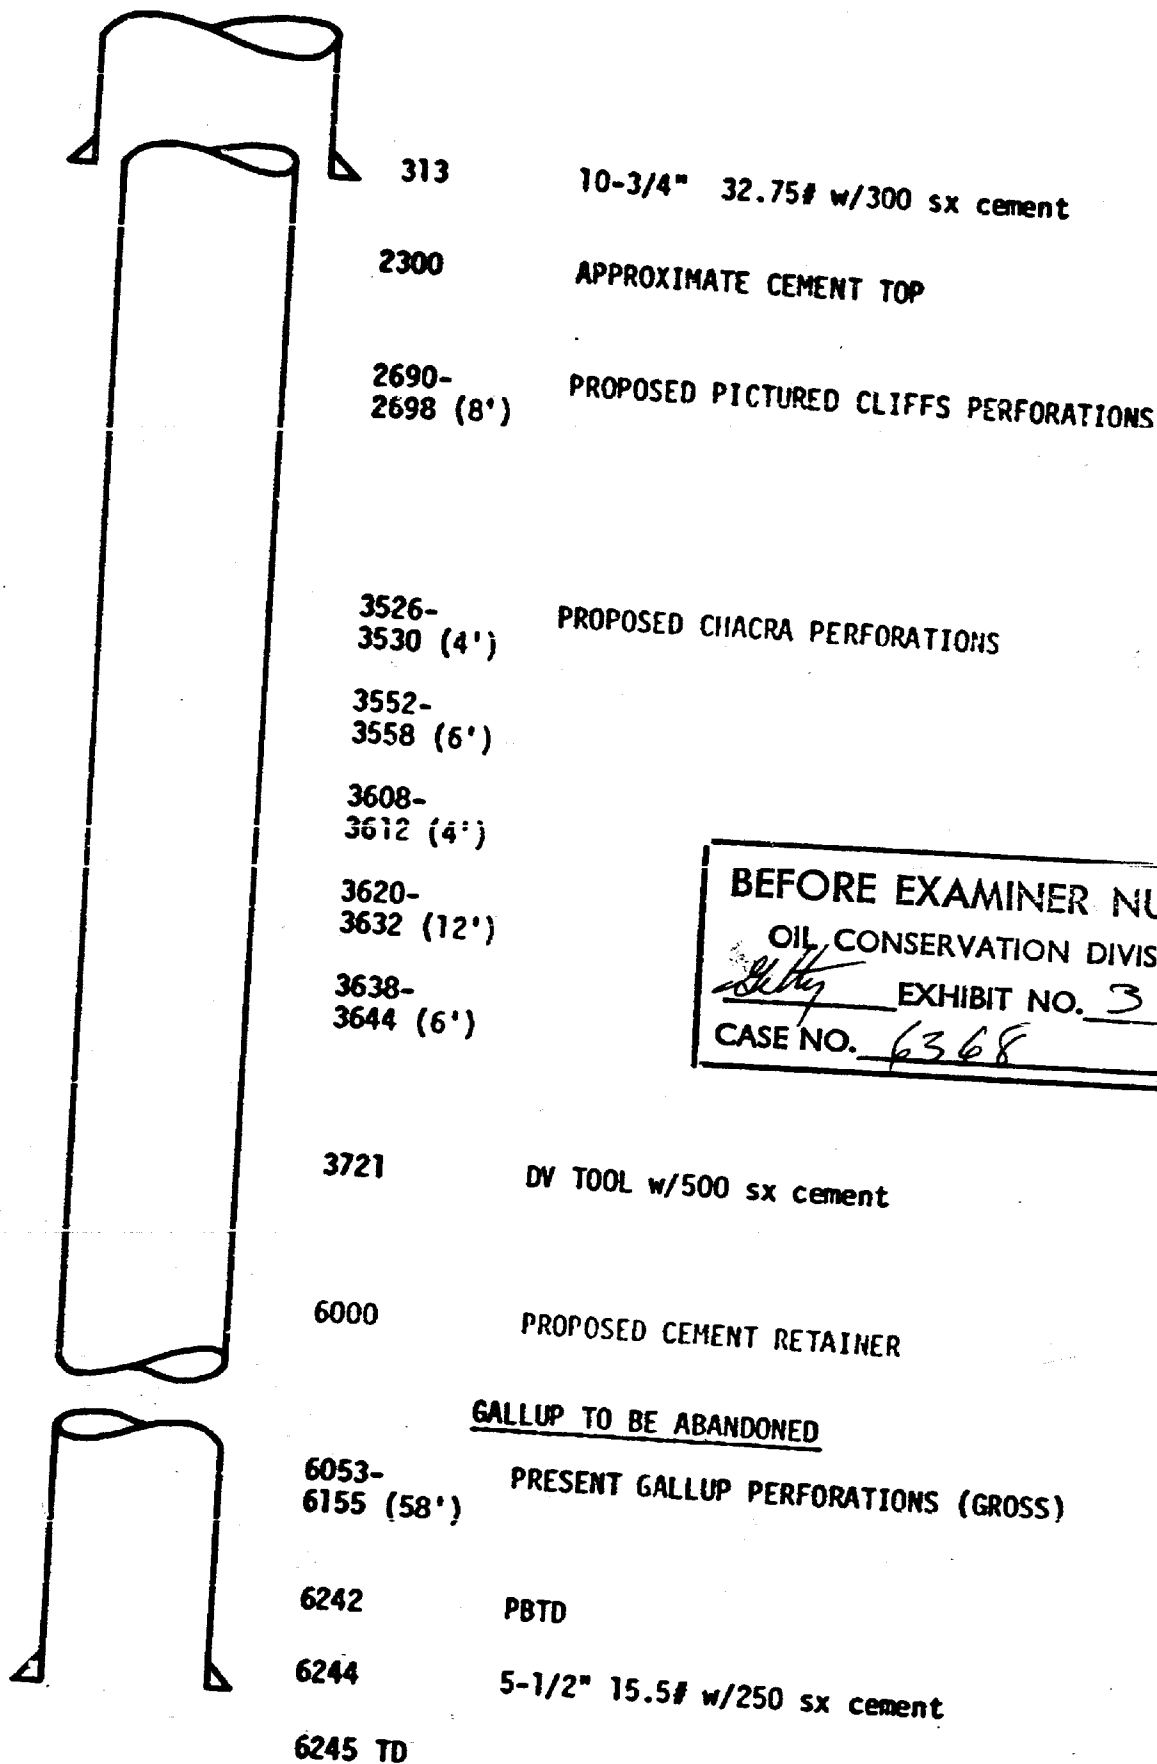 313 10-3/4" 32.75# w/300 sx cement
2300 APPROXIMATE CEMENT TOP
2690-
2698 (8') PROPOSED PICTURED CLIFFS PERFORATIONS
3526-
3530 (4') PROPOSED CHACRA PERFORATIONS
3552-
3558 (6')
3608-
3612 (4')
3620-
3632 (12')
3638-
3644 (6')
BEFORE EXAMINER NU
OIL CONSERVATION DIVIS
Getty EXHIBIT NO. 3
CASE NO. 6368
3721 DV TOOL w/500 sx cement
6000 PROPOSED CEMENT RETAINER
GALLUP TO BE ABANDONED
6053-
6155 (58') PRESENT GALLUP PERFORATIONS (GROSS)
6242 PBTD
6244 5-1/2" 15.5# w/250 sx cement
6245 TD